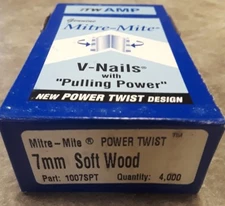 ITW AMP
Mitre-Mite®
V-Nails
with
"Pulling Power"
NEW POWER TWIST DESIGN
Mitre-Mite® POWER TWIST
7mm Soft Wood
Part: 1007SPT Quantity: 4,000